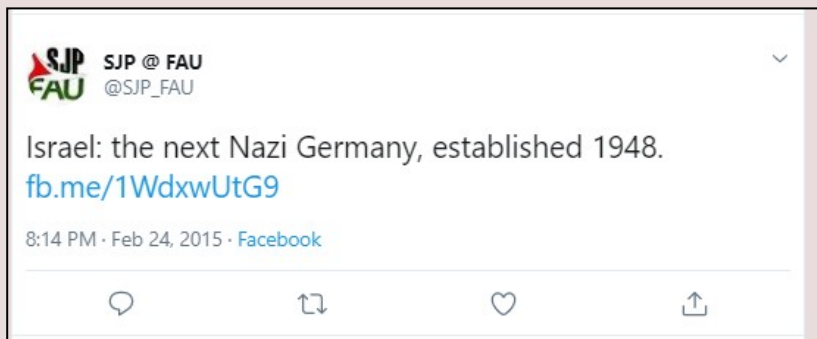 SJP
FAU
SJP @ FAU
@SJP_FAU
Israel: the next Nazi Germany, established 1948.
fb.me/1WdxwUtG9
8:14 PM · Feb 24, 2015 · Facebook